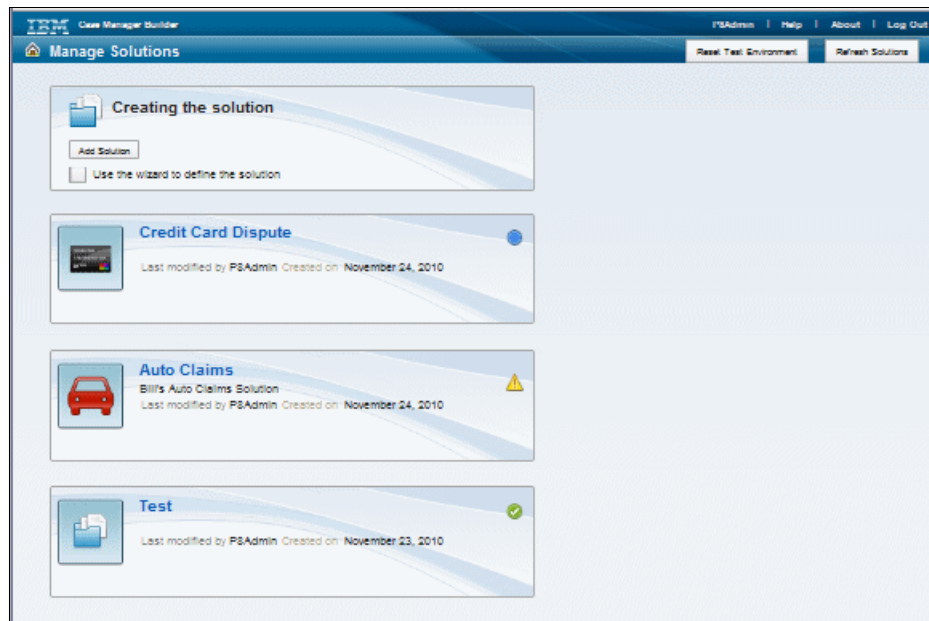 IBM Case Manager Builder
P8Admin | Help | About | Log Out
Manage Solutions
Reset Test Environment
Refresh Solutions
Creating the solution
Add Solution
Use the wizard to define the solution
Credit Card Dispute
Last modified by P8Admin Created on November 24, 2010
Auto Claims
Bill's Auto Claims Solution
Last modified by P8Admin Created on November 24, 2010
Test
Last modified by P8Admin Created on November 23, 2010